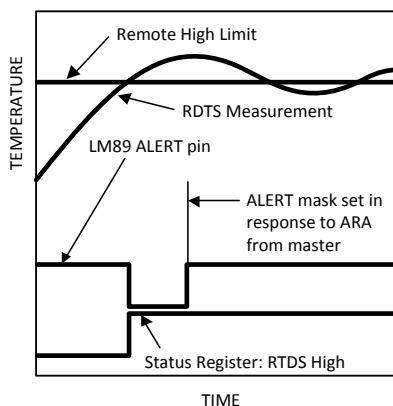 Remote High Limit
RDTS Measurement
TEMPERATURE
LM89 ALERT pin
ALERT mask set in
response to ARA
from master
Status Register: RTDS High
TIME